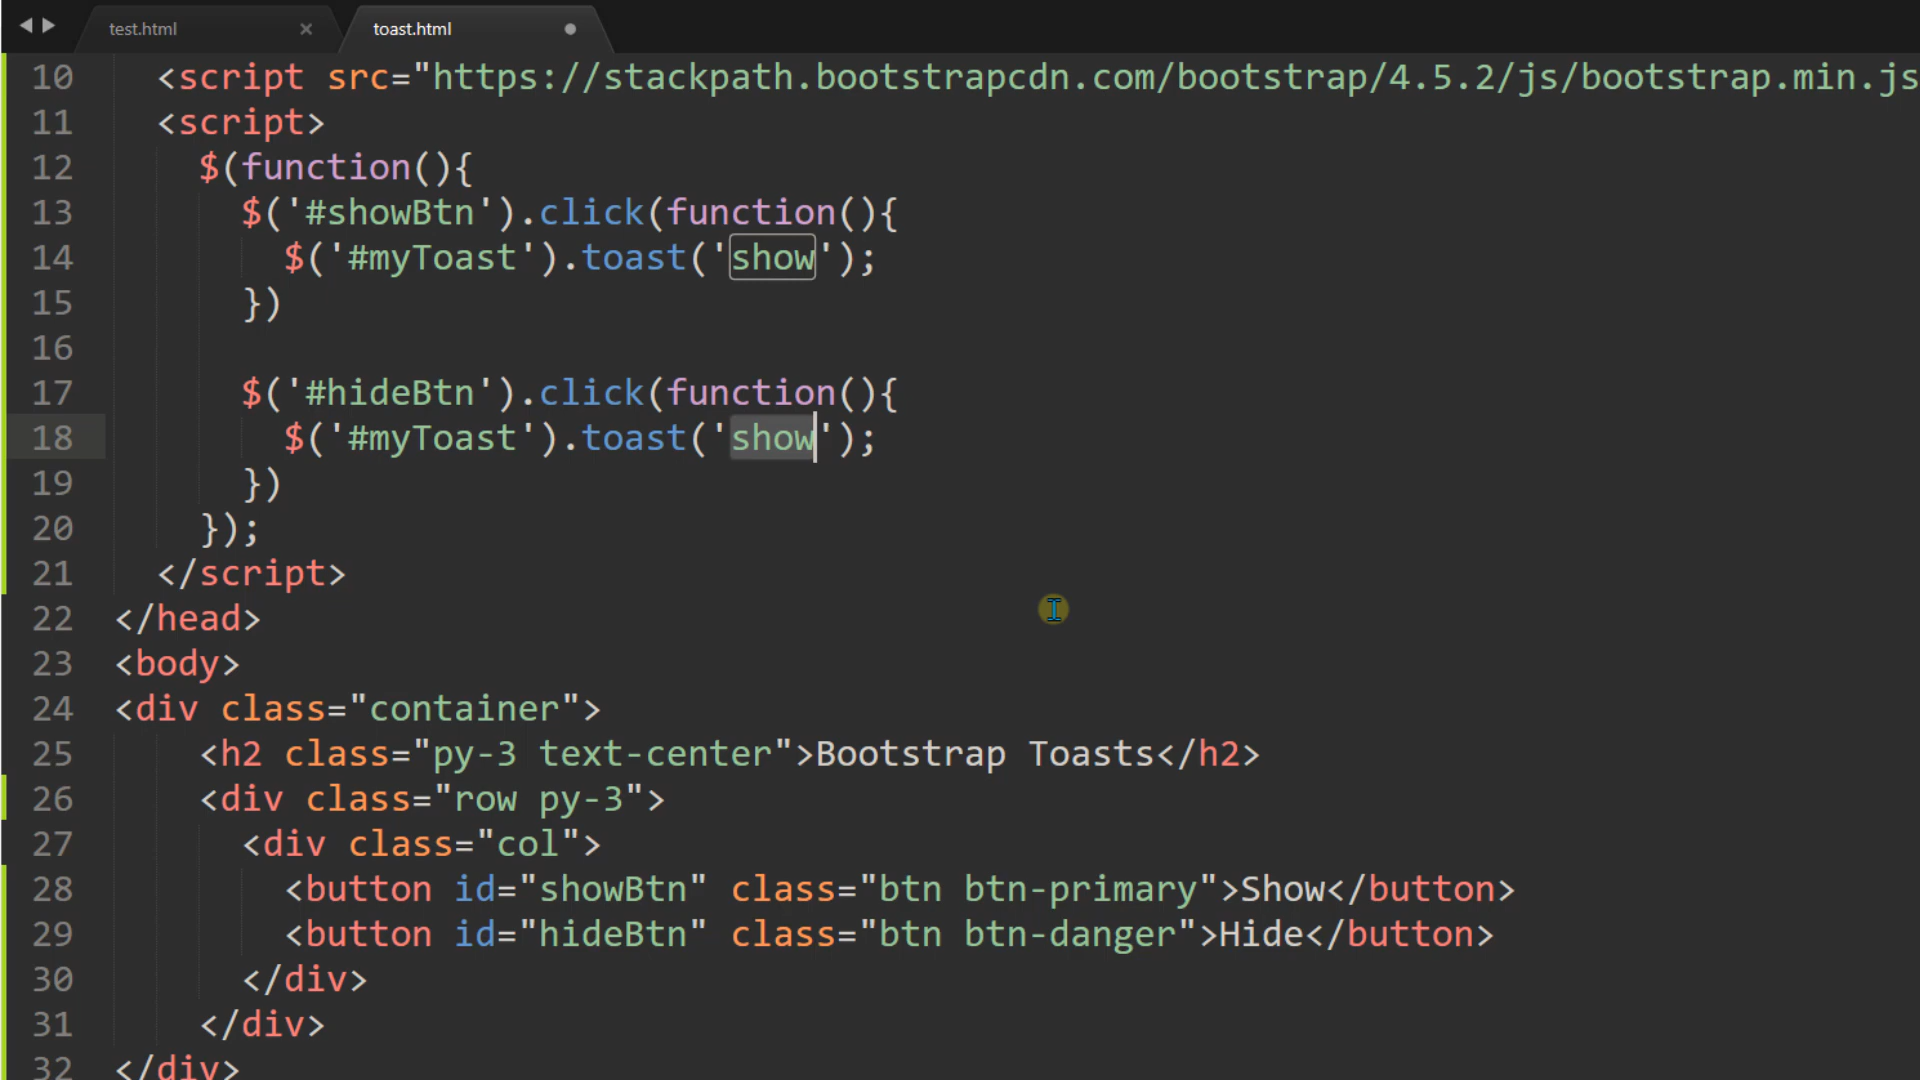 test.html
toast.html
10 <script src="https://stackpath.bootstrapcdn.com/bootstrap/4.5.2/js/bootstrap.min.js
11 <script>
12 $(function(){
13 $('#showBtn').click(function(){
14 $('#myToast').toast('show');
15 })
16
17 $('#hideBtn').click(function(){
18 $('#myToast').toast('show');
19 })
20 });
21 </script>
22 </head>
23 <body>
24 <div class="container">
25 <h2 class="py-3 text-center">Bootstrap Toasts</h2>
26 <div class="row py-3">
27 <div class="col">
28 <button id="showBtn" class="btn btn-primary">Show</button>
29 <button id="hideBtn" class="btn btn-danger">Hide</button>
30 </div>
31 </div>
32 </div>